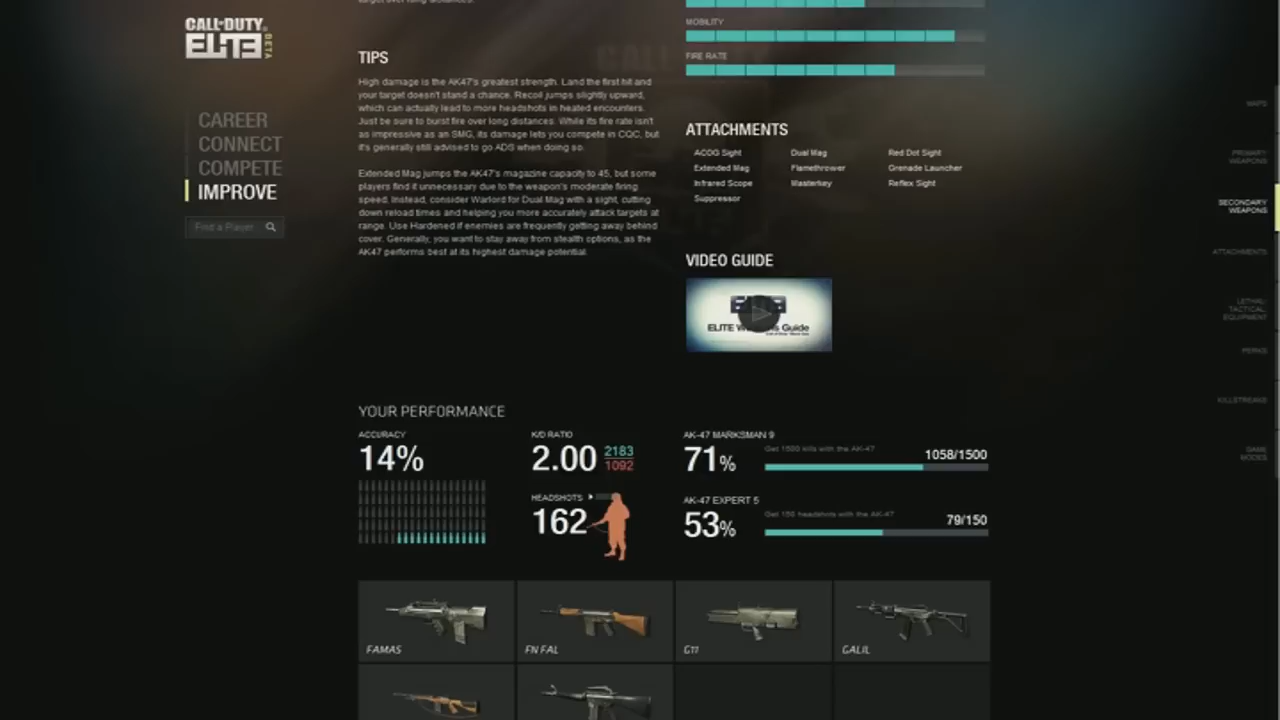 target over long distances.
CALL OF DUTY
ELITE BETA
MOBILITY
FIRE RATE
TIPS
High damage is the AK47's greatest strength. Land the first hit and
your target doesn't stand a chance. Recoil jumps slightly upward,
which can actually lead to more headshots in heated encounters.
Just be sure to burst fire over long distances. While its fire rate isn't
as impressive as an SMG, its damage lets you compete in CQC, but
it's generally still advised to go ADS when doing so.
Extended Mag jumps the AK47's magazine capacity to 45, but some
players find it unnecessary due to the weapon's moderate firing
speed. Instead, consider Warlord for Dual Mag with a sight, cutting
down reload times and helping you more accurately attack targets at
range. Use Hardened if enemies are frequently getting away behind
cover. Generally, you want to stay away from stealth options, as the
AK47 performs best at its highest damage potential.
CAREER
CONNECT
COMPETE
IMPROVE
Find a Player
ATTACHMENTS
ACOG Sight Dual Mag Red Dot Sight
Extended Mag Flamethrower Grenade Launcher
Infrared Scope Masterkey Reflex Sight
Suppressor
VIDEO GUIDE
ELITE Guide
MAPS
PRIMARY
WEAPONS
SECONDARY
WEAPONS
ATTACHMENTS
LETHAL/
TACTICAL
EQUIPMENT
PERKS
KILLSTREAKS
GAME
MODES
YOUR PERFORMANCE
ACCURACY
14%
K/D RATIO
2.00 2183
1092
HEADSHOTS
162
AK-47 MARKSMAN 9
71% Get 1500 kills with the AK-47 1058/1500
AK-47 EXPERT 5
53% Get 150 headshots with the AK-47 79/150
FAMAS FN FAL G11 GALIL